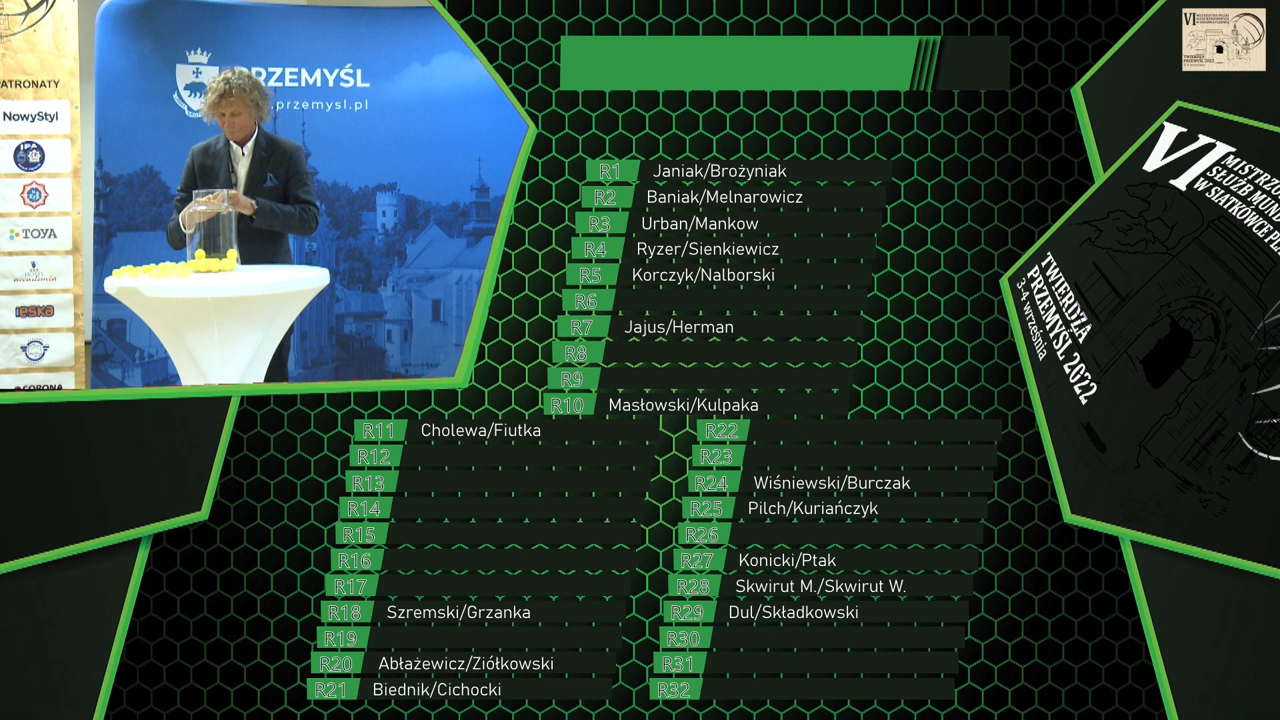 PATRONATY
NowyStyl
IPA
TOYA
ESKA
CORONA
PRZEMYŚL
przemysl.pl
R1 Janiak/Brożyniak
R2 Baniak/Melnarowicz
R3 Urban/Mankow
R4 Ryzer/Sienkiewicz
R5 Korczyk/Nalborski
R6
R7 Jajus/Herman
R8
R9
R10 Masłowski/Kulpaka
R11 Cholewa/Fiutka
R12
R13
R14
R15
R16
R17
R18 Szremski/Grzanka
R19
R20 Abłażewicz/Ziółkowski
R21 Biednik/Cichocki
R22
R23
R24 Wiśniewski/Burczak
R25 Pilch/Kuriańczyk
R26
R27 Konicki/Ptak
R28 Skwirut M./Skwirut W.
R29 Dul/Składkowski
R30
R31
R32
VI
W SIATKÓWCE
TWIERDZA
PRZEMYŚL 2022
3-4 września